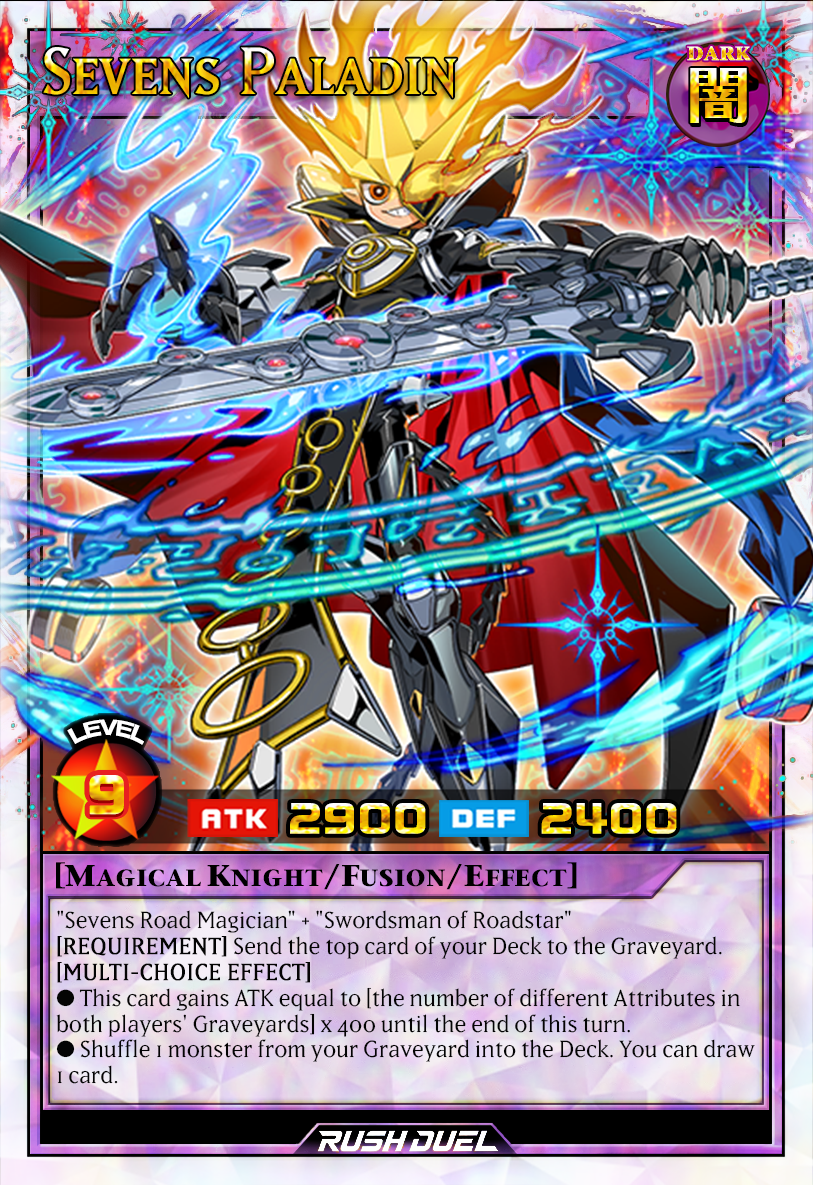 Sevens Paladin
DARK
闇
LEVEL
9
ATK 2900 DEF 2400
[Magical Knight/Fusion/Effect]
"Sevens Road Magician" + "Swordsman of Roadstar"
[REQUIREMENT] Send the top card of your Deck to the Graveyard.
[MULTI-CHOICE EFFECT]
● This card gains ATK equal to [the number of different Attributes in
both players' Graveyards] x 400 until the end of this turn.
● Shuffle 1 monster from your Graveyard into the Deck. You can draw
1 card.
RUSH DUEL